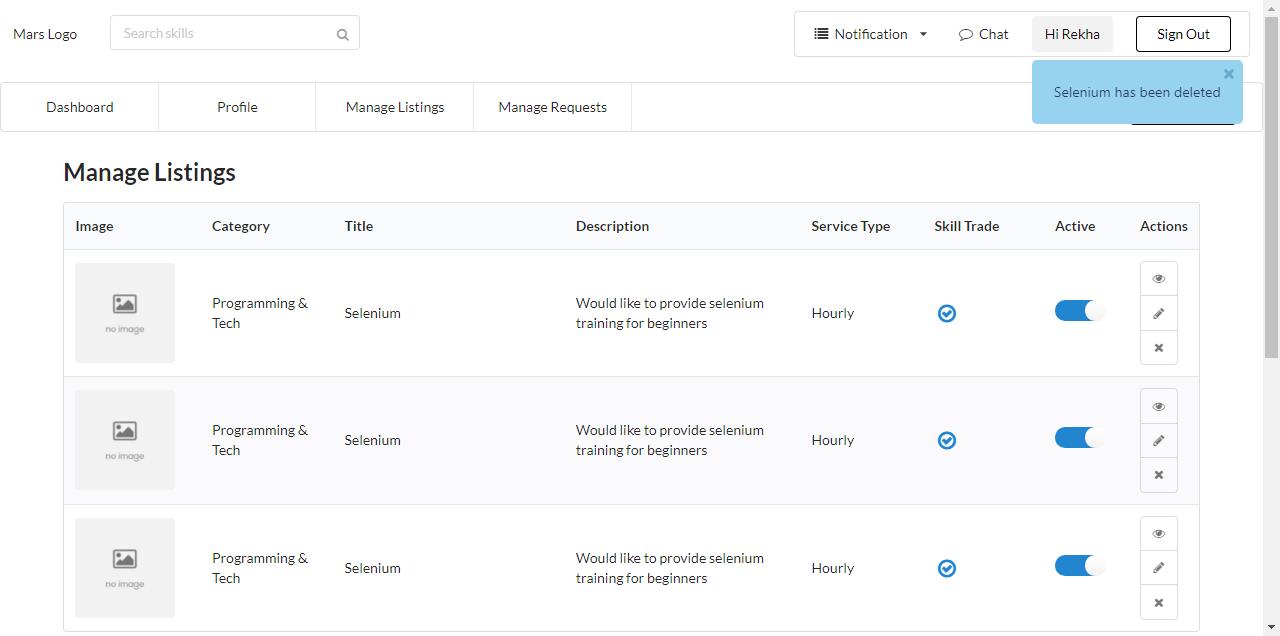 Mars Logo
Search skills
Notification
Chat
Hi Rekha
Sign Out
Selenium has been deleted
Dashboard
Profile
Manage Listings
Manage Requests
Manage Listings
Image Category Title Description Service Type Skill Trade Active Actions
no image
Programming &
Tech
Selenium
Would like to provide selenium
training for beginners
Hourly
no image
Programming &
Tech
Selenium
Would like to provide selenium
training for beginners
Hourly
no image
Programming &
Tech
Selenium
Would like to provide selenium
training for beginners
Hourly